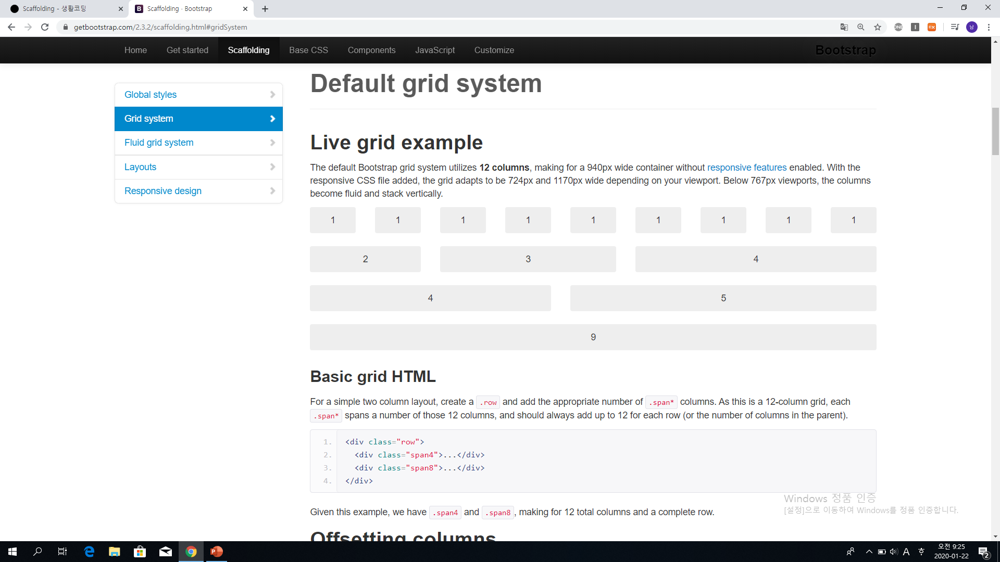 Scaffolding - 생활코딩
B Scaffolding · Bootstrap
getbootstrap.com/2.3.2/scaffolding.html#gridSystem
ONE
I
남
Home Get started Scaffolding Base CSS Components JavaScript Customize Bootstrap
Global styles
Grid system
Fluid grid system
Layouts
Responsive design
Default grid system
Live grid example
The default Bootstrap grid system utilizes 12 columns, making for a 940px wide container without responsive features enabled. With the
responsive CSS file added, the grid adapts to be 724px and 1170px wide depending on your viewport. Below 767px viewports, the columns
become fluid and stack vertically.
1 1 1 1 1 1 1 1 1
2 3 4
4 5
9
Basic grid HTML
For a simple two column layout, create a .row and add the appropriate number of .span* columns. As this is a 12-column grid, each
.span* spans a number of those 12 columns, and should always add up to 12 for each row (or the number of columns in the parent).
1. <div class="row">
2. <div class="span4">...</div>
3. <div class="span8">...</div>
4. </div>
Given this example, we have .span4 and .span8, making for 12 total columns and a complete row.
Offsetting columns
Windows 정품 인증
[설정]으로 이동하여 Windows를 정품 인증합니다.
A
오전 9:25
2020-01-22
2